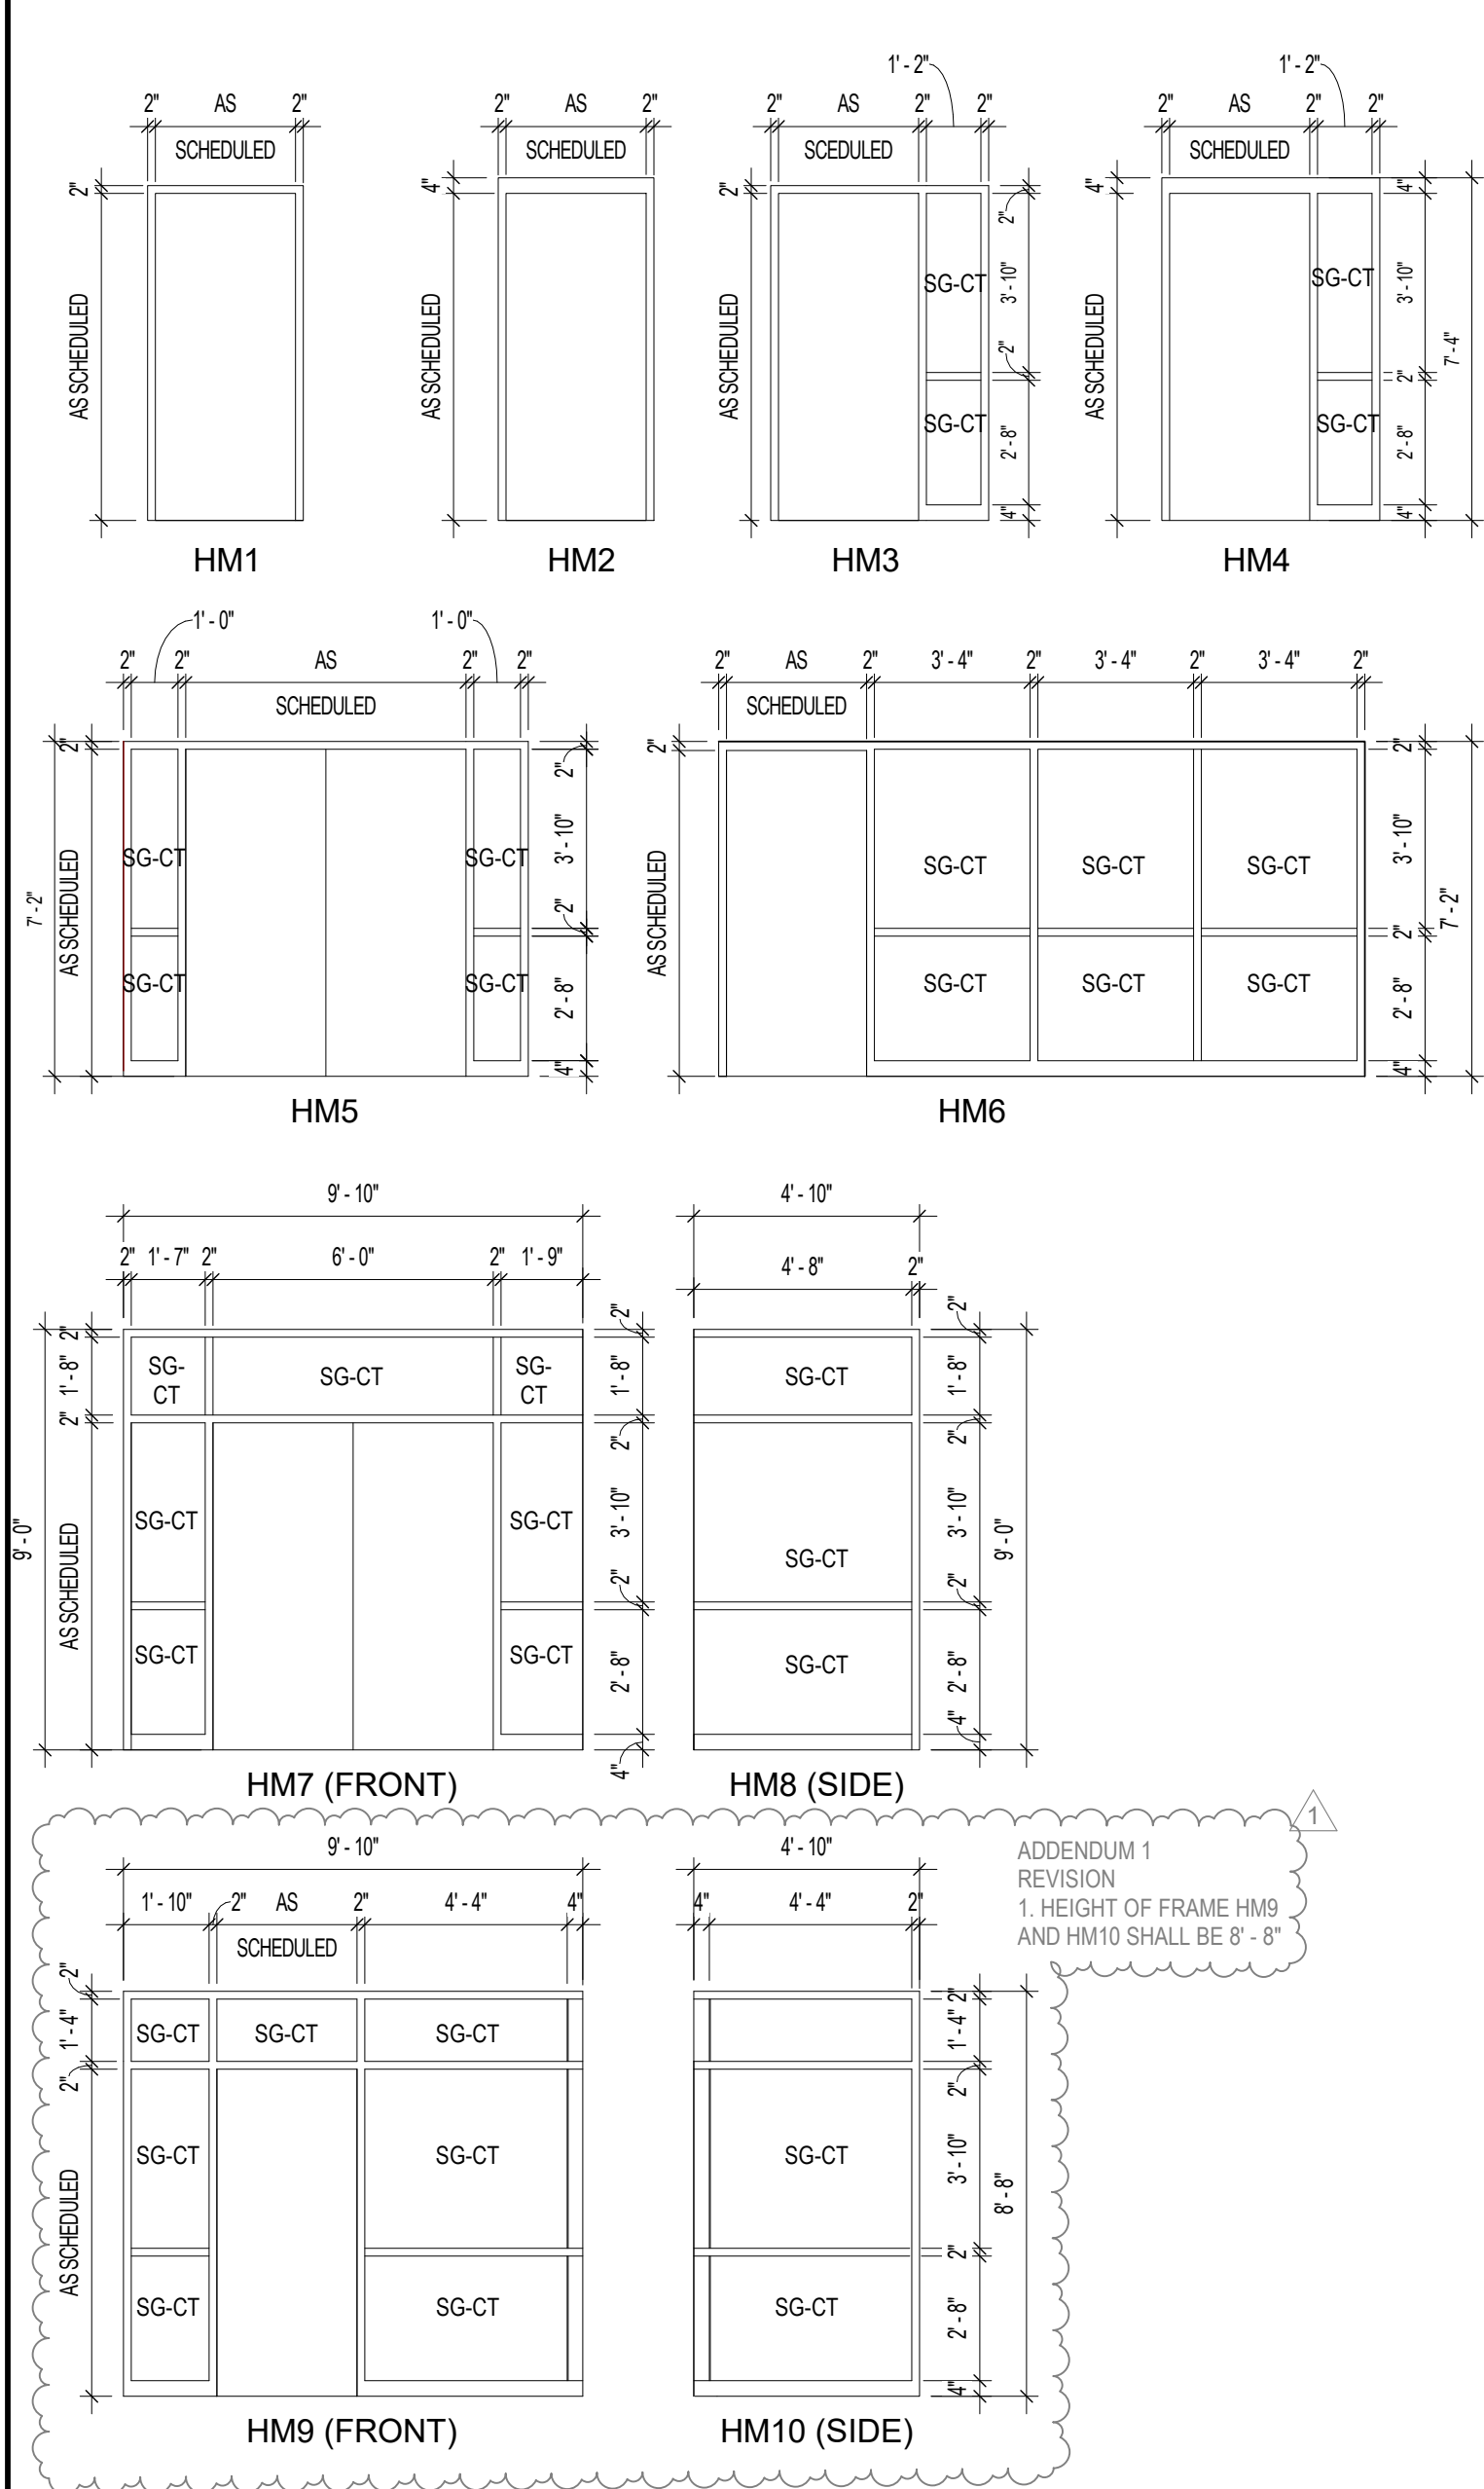 1' - 2"
1' - 2"
2" AS 2"
SCHEDULED
2" AS 2"
SCHEDULED
2" AS 2" 2"
SCEDULED
2" AS 2" 2"
SCHEDULED
2"
AS SCHEDULED
HM1
4"
AS SCHEDULED
HM2
2"
AS SCHEDULED
SG-CT
SG-CT
2"
3' - 10"
2"
2' - 8"
4"
HM3
4"
AS SCHEDULED
SG-CT
SG-CT
4"
3' - 10"
2"
2' - 8"
4"
7' - 4"
HM4
1' - 0" 1' - 0"
2" 2" AS 2" 2"
SCHEDULED
7' - 2"
2"
AS SCHEDULED
SG-CT SG-CT
SG-CT SG-CT
2"
3' - 10"
2"
2' - 8"
4"
HM5
2" AS 2" 3' - 4" 2" 3' - 4" 2" 3' - 4" 2"
SCHEDULED
2"
AS SCHEDULED
SG-CT SG-CT SG-CT
SG-CT SG-CT SG-CT
2"
3' - 10"
2"
2' - 8"
4"
7' - 2"
HM6
9' - 10"
2" 1' - 7" 2" 6' - 0" 2" 1' - 9"
9' - 0"
2"
1' - 8"
2"
AS SCHEDULED
SG-
CT
SG-CT
SG-
CT
SG-CT SG-CT
SG-CT SG-CT
2"
1' - 8"
2"
3' - 10"
2"
2' - 8"
4"
HM7 (FRONT)
4' - 10"
4' - 8" 2"
SG-CT
SG-CT
SG-CT
2"
1' - 8"
2"
3' - 10"
2"
2' - 8"
4"
9' - 0"
HM8 (SIDE)
1
ADDENDUM 1
REVISION
1. HEIGHT OF FRAME HM9
AND HM10 SHALL BE 8' - 8"
9' - 10"
1' - 10" 2" AS 2" 4' - 4" 4"
SCHEDULED
2"
1' - 4"
2"
AS SCHEDULED
SG-CT SG-CT SG-CT
SG-CT SG-CT
SG-CT SG-CT
HM9 (FRONT)
4' - 10"
4" 4' - 4" 2"
SG-CT
SG-CT
2"
1' - 4"
2"
3' - 10"
2"
2' - 8"
4"
8' - 8"
HM10 (SIDE)